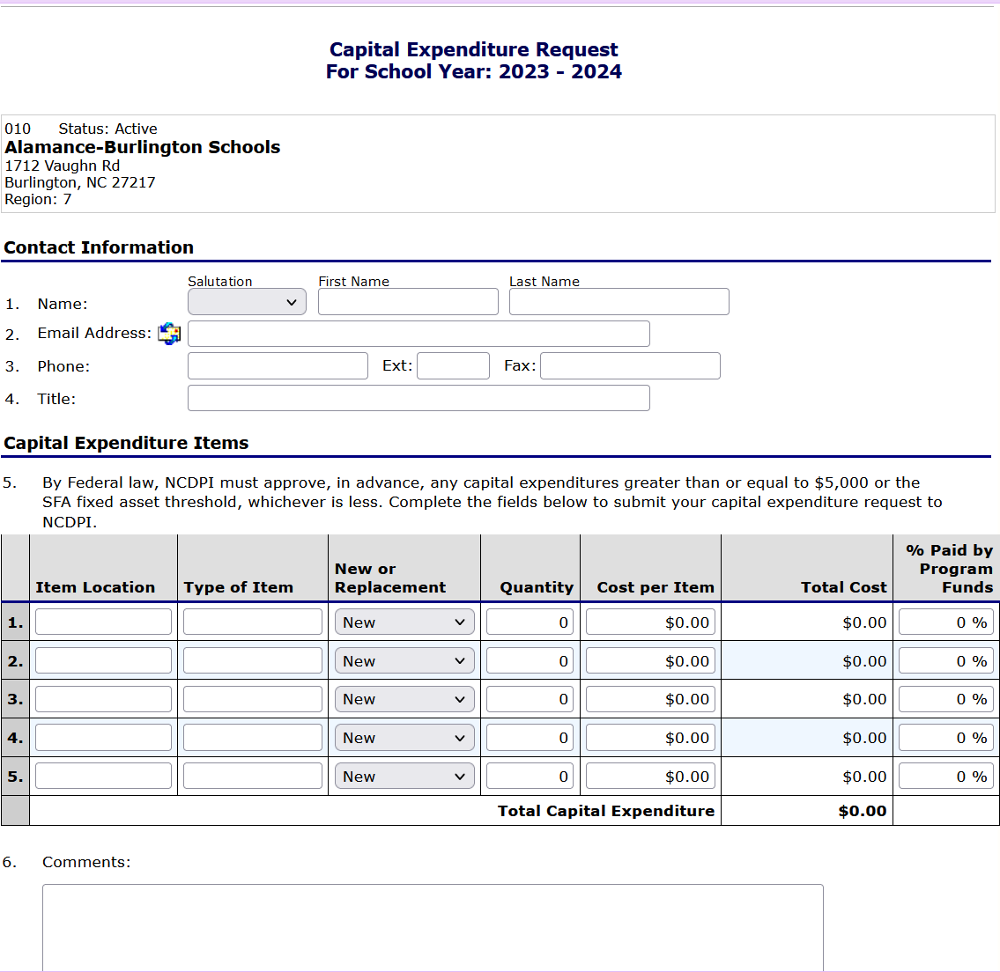 Capital Expenditure Request
For School Year: 2023 - 2024
010 Status: Active
Alamance-Burlington Schools
1712 Vaughn Rd
Burlington, NC 27217
Region: 7
Contact Information
Salutation First Name Last Name
1. Name:
2. Email Address:
3. Phone: Ext: Fax:
4. Title:
Capital Expenditure Items
5. By Federal law, NCDPI must approve, in advance, any capital expenditures greater than or equal to $5,000 or the
SFA fixed asset threshold, whichever is less. Complete the fields below to submit your capital expenditure request to
NCDPI.
Item Location Type of Item New or Replacement Quantity Cost per Item Total Cost % Paid by Program Funds
1. New 0 $0.00 $0.00 0 %
2. New 0 $0.00 $0.00 0 %
3. New 0 $0.00 $0.00 0 %
4. New 0 $0.00 $0.00 0 %
5. New 0 $0.00 $0.00 0 %
Total Capital Expenditure $0.00
6. Comments: